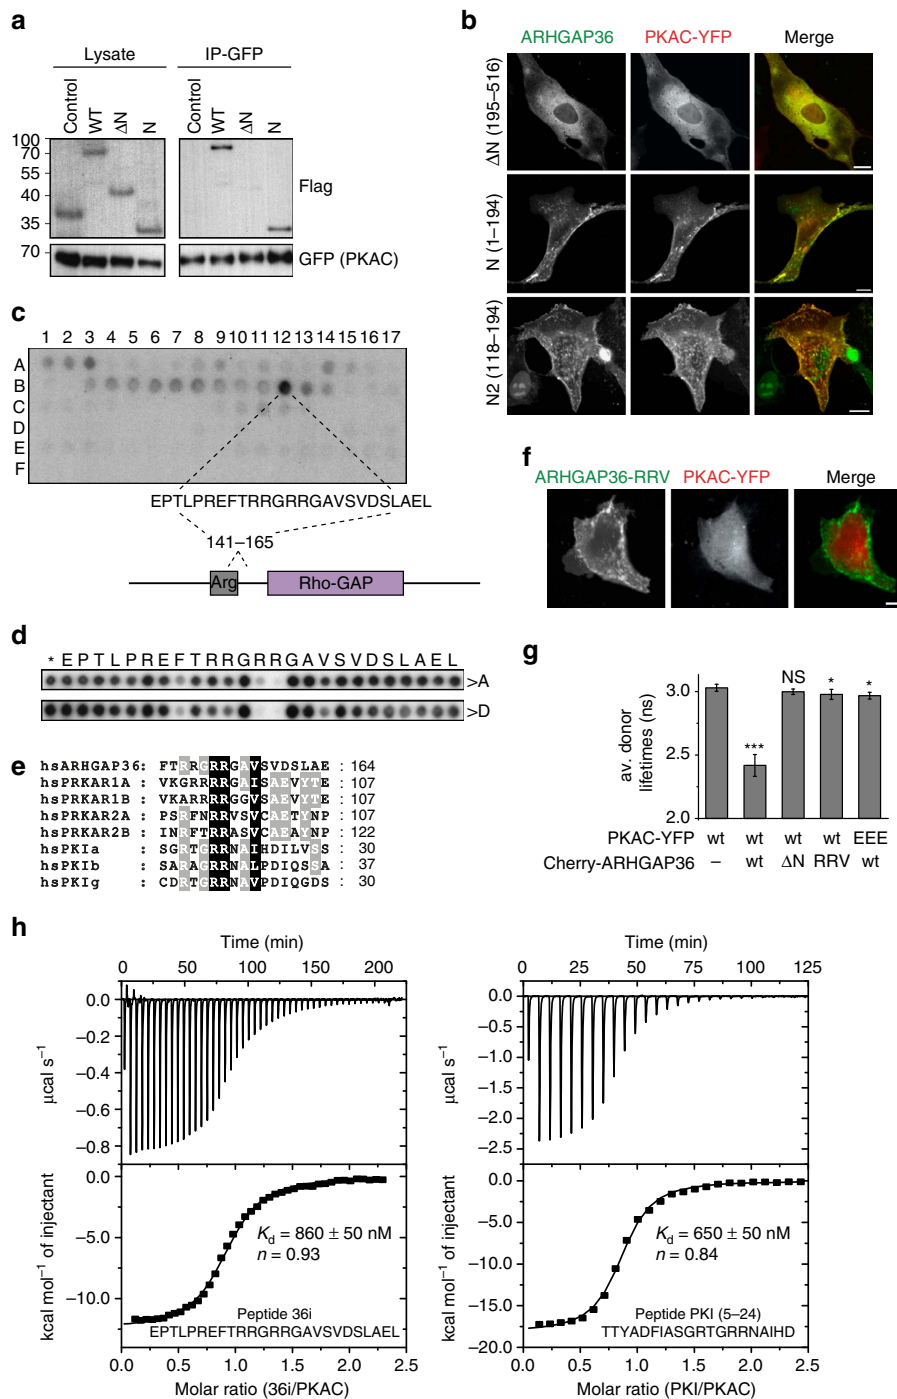 a
Lysate
IP-GFP
Control
WT
ΔN
N
Control
WT
ΔN
N
100
70
55
40
35
Flag
70
GFP (PKAC)
b
ARHGAP36
PKAC-YFP
Merge
ΔN (195–516)
N (1–194)
N2 (118–194)
c
1 2 3 4 5 6 7 8 9 10 11 12 13 14 15 16 17
A
B
C
D
E
F
EPTLPREFTRRGRRGAVSVDSLAEL
141–165
Arg
Rho-GAP
d
* E P T L P R E F T R R G R R G A V S V D S L A E L
>A
>D
e
hsARHGAP36 : FTRRGRRGAVSVDSLAE : 164
hsPRKAR1A : VKGRRRRGAISAEVYTE : 107
hsPRKAR1B : VKARRRRGGVSAEVYTE : 107
hsPRKAR2A : PSRFNRRVSVCAETYNP : 107
hsPRKAR2B : INRFTRRASVCAEAYNP : 122
hsPKIa : SGRTGRRNAIHDILVSS : 30
hsPKIb : SARAGRRNALPDIQSSA : 37
hsPKIg : CDRTGRRNAVPDIQGDS : 30
f
ARHGAP36-RRV
PKAC-YFP
Merge
g
av. donor
lifetimes (ns)
3.0
2.5
2.0
***
NS
*
*
PKAC-YFP wt wt wt wt EEE
Cherry-ARHGAP36 – wt ΔN RRV wt
h
Time (min)
0 50 100 150 200
0.0
–0.2
–0.4
–0.6
–0.8
µcal s⁻¹
0.0
–5.0
–10.0
kcal mol⁻¹ of injectant
Kd = 860 ± 50 nM
n = 0.93
Peptide 36i
EPTLPREFTRRGRRGAVSVDSLAEL
0.0 0.5 1.0 1.5 2.0 2.5
Molar ratio (36i/PKAC)
Time (min)
0 25 50 75 100 125
0.0
–0.5
–1.0
–1.5
–2.0
–2.5
µcal s⁻¹
0.0
–5.0
–10.0
–15.0
–20.0
kcal mol⁻¹ of injectant
Kd = 650 ± 50 nM
n = 0.84
Peptide PKI (5–24)
TTYADFIASGRTGRRNAIHD
0.0 0.5 1.0 1.5 2.0 2.5
Molar ratio (PKI/PKAC)